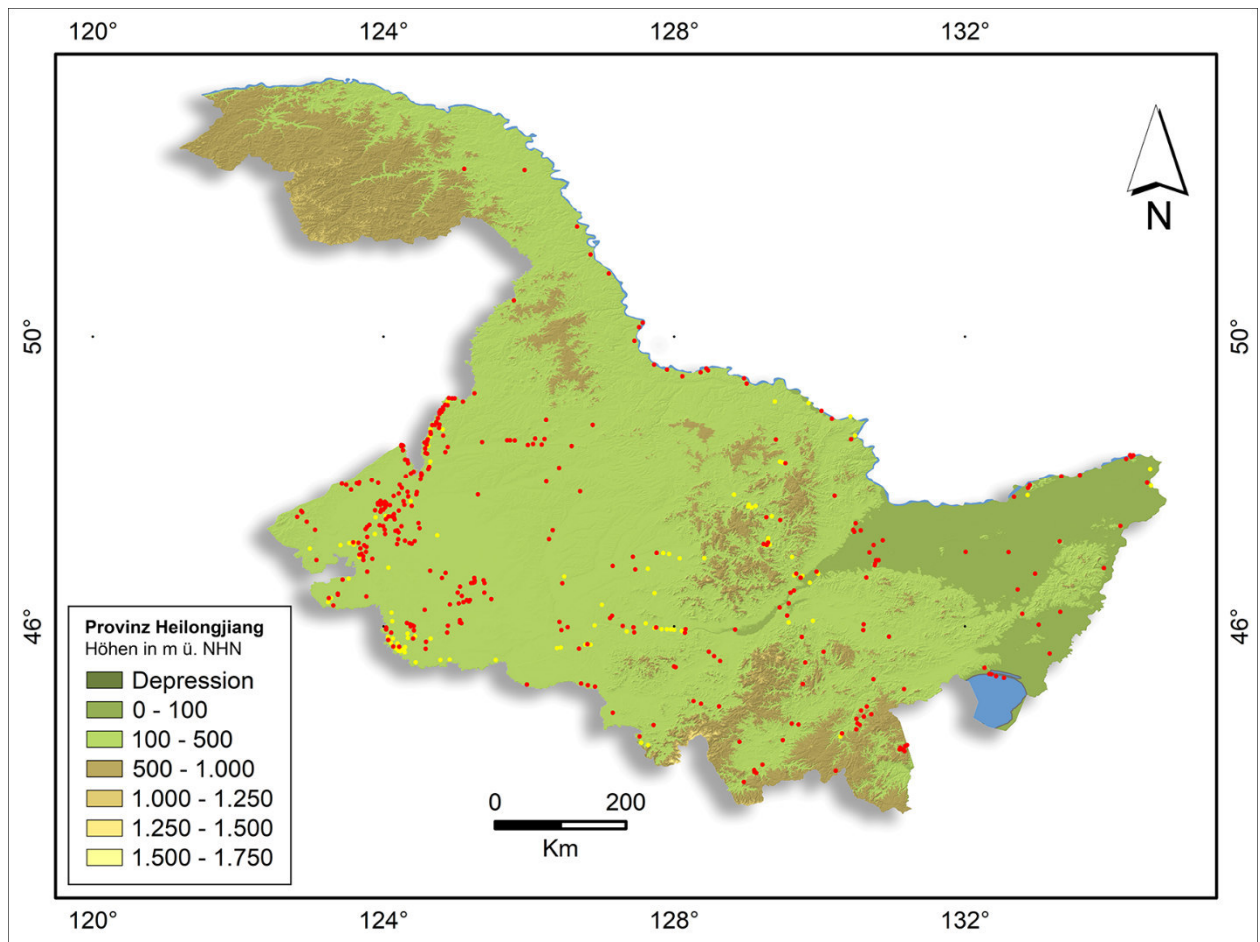 120° 124° 128° 132°
N
50° 50°
46° 46°
Provinz Heilongjiang
Höhen in m ü. NHN
Depression
0 - 100
100 - 500
500 - 1.000
1.000 - 1.250
1.250 - 1.500
1.500 - 1.750
0 200
Km
120° 124° 128° 132°